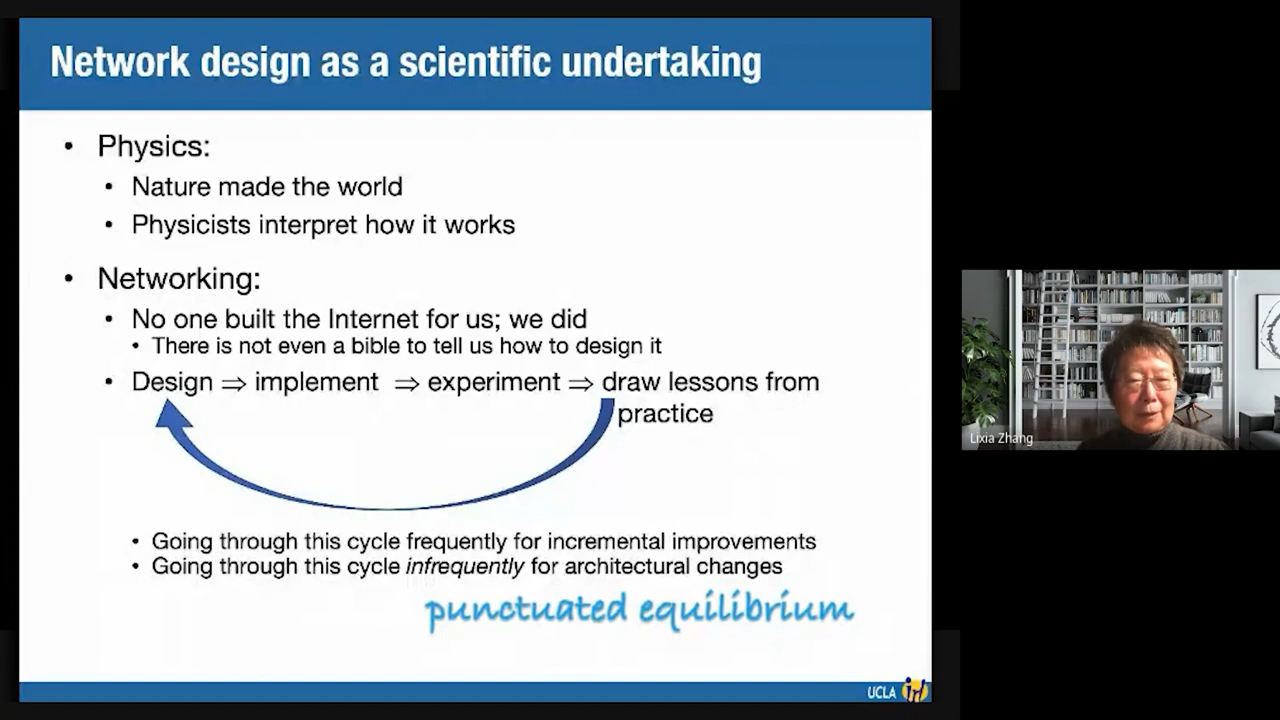 Network design as a scientific undertaking
• Physics:
• Nature made the world
• Physicists interpret how it works
• Networking:
• No one built the Internet for us; we did
• There is not even a bible to tell us how to design it
• Design ⇒ implement ⇒ experiment ⇒ draw lessons from
practice
• Going through this cycle frequently for incremental improvements
• Going through this cycle infrequently for architectural changes
punctuated equilibrium
UCLA irl
Lixia Zhang